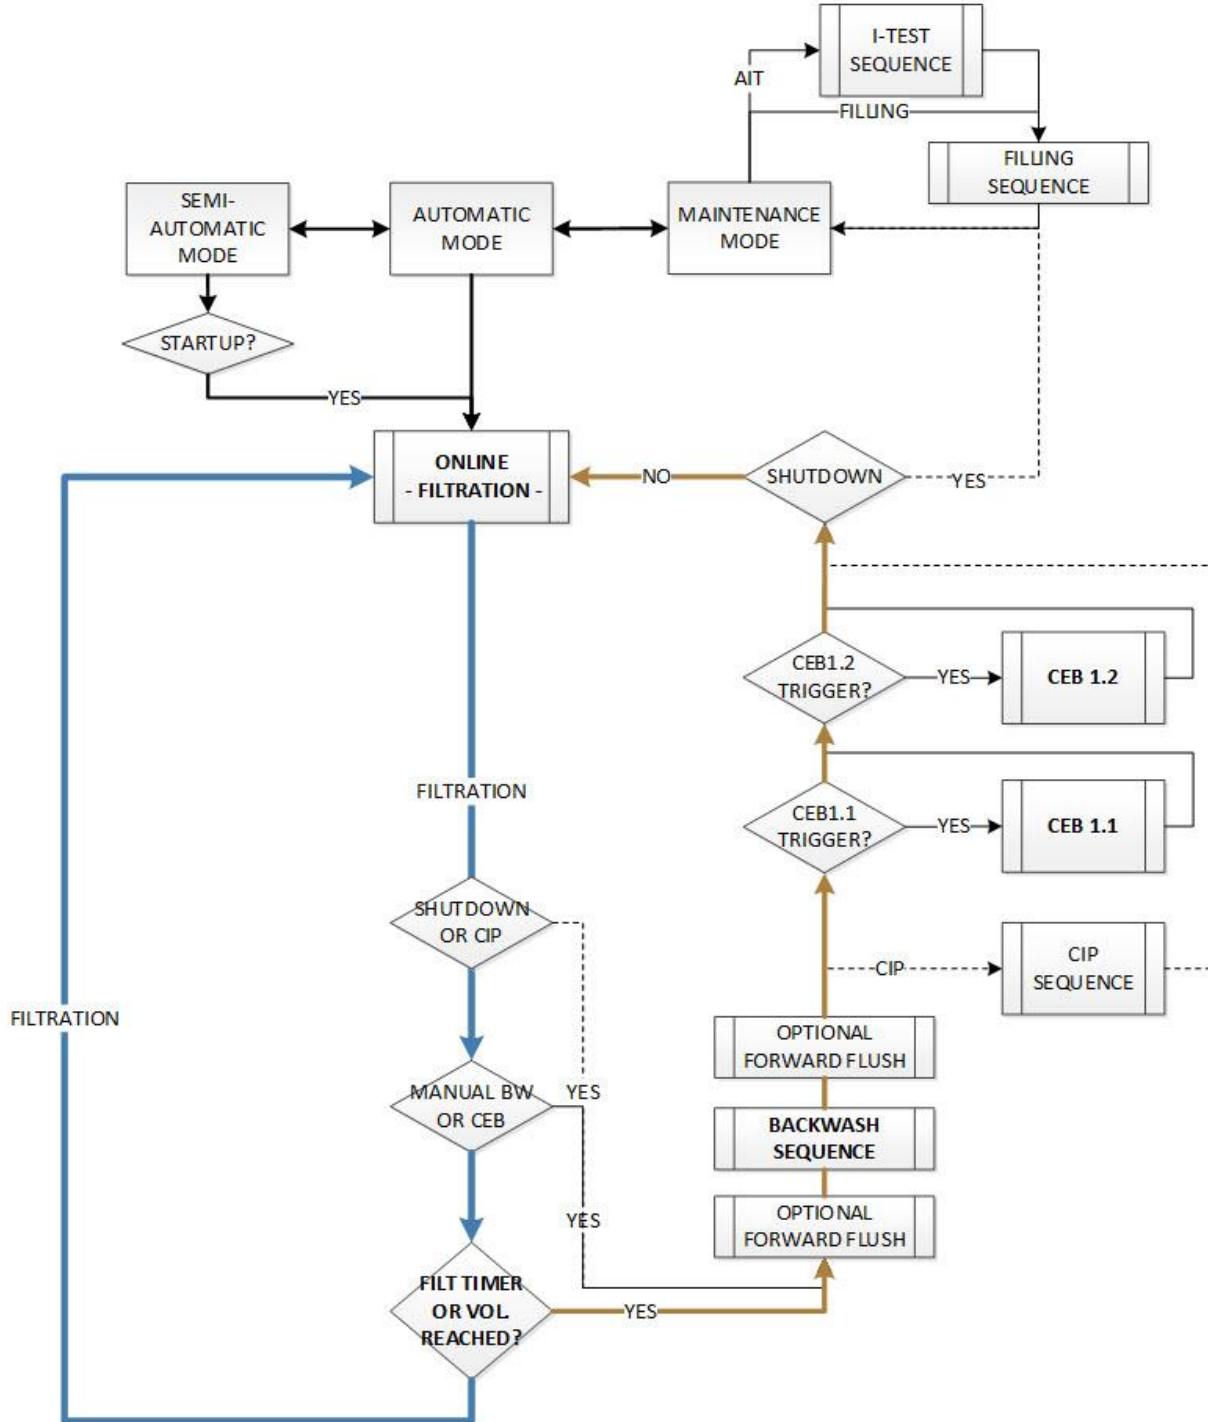 I-TEST
SEQUENCE
AIT
FILLING
FILLING
SEQUENCE
SEMI-
AUTOMATIC
MODE
AUTOMATIC
MODE
MAINTENANCE
MODE
STARTUP?
YES
ONLINE
- FILTRATION -
NO
SHUTDOWN
YES
CEB1.2
TRIGGER?
YES
CEB 1.2
FILTRATION
CEB1.1
TRIGGER?
YES
CEB 1.1
SHUTDOWN
OR CIP
CIP
CIP
SEQUENCE
FILTRATION
OPTIONAL
FORWARD FLUSH
MANUAL BW
OR CEB
YES
BACKWASH
SEQUENCE
YES
OPTIONAL
FORWARD FLUSH
FILT TIMER
OR VOL.
REACHED?
YES